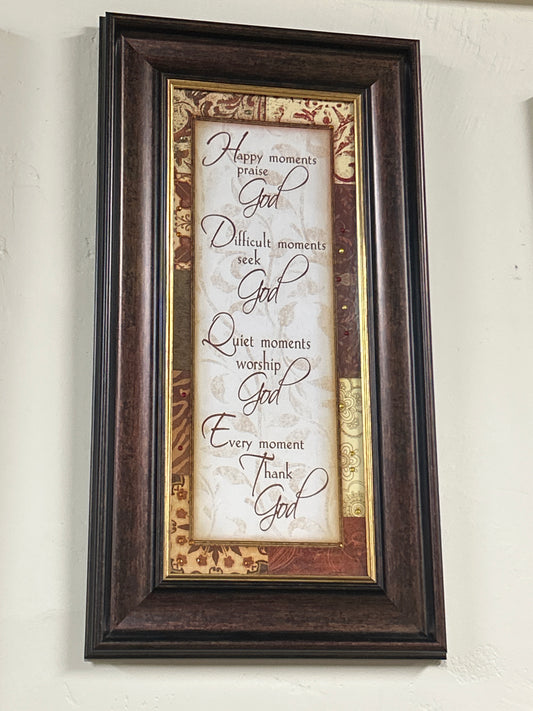 Happy moments
praise
God
Difficult moments
seek
God
Quiet moments
worship
God
Every moment
Thank
God